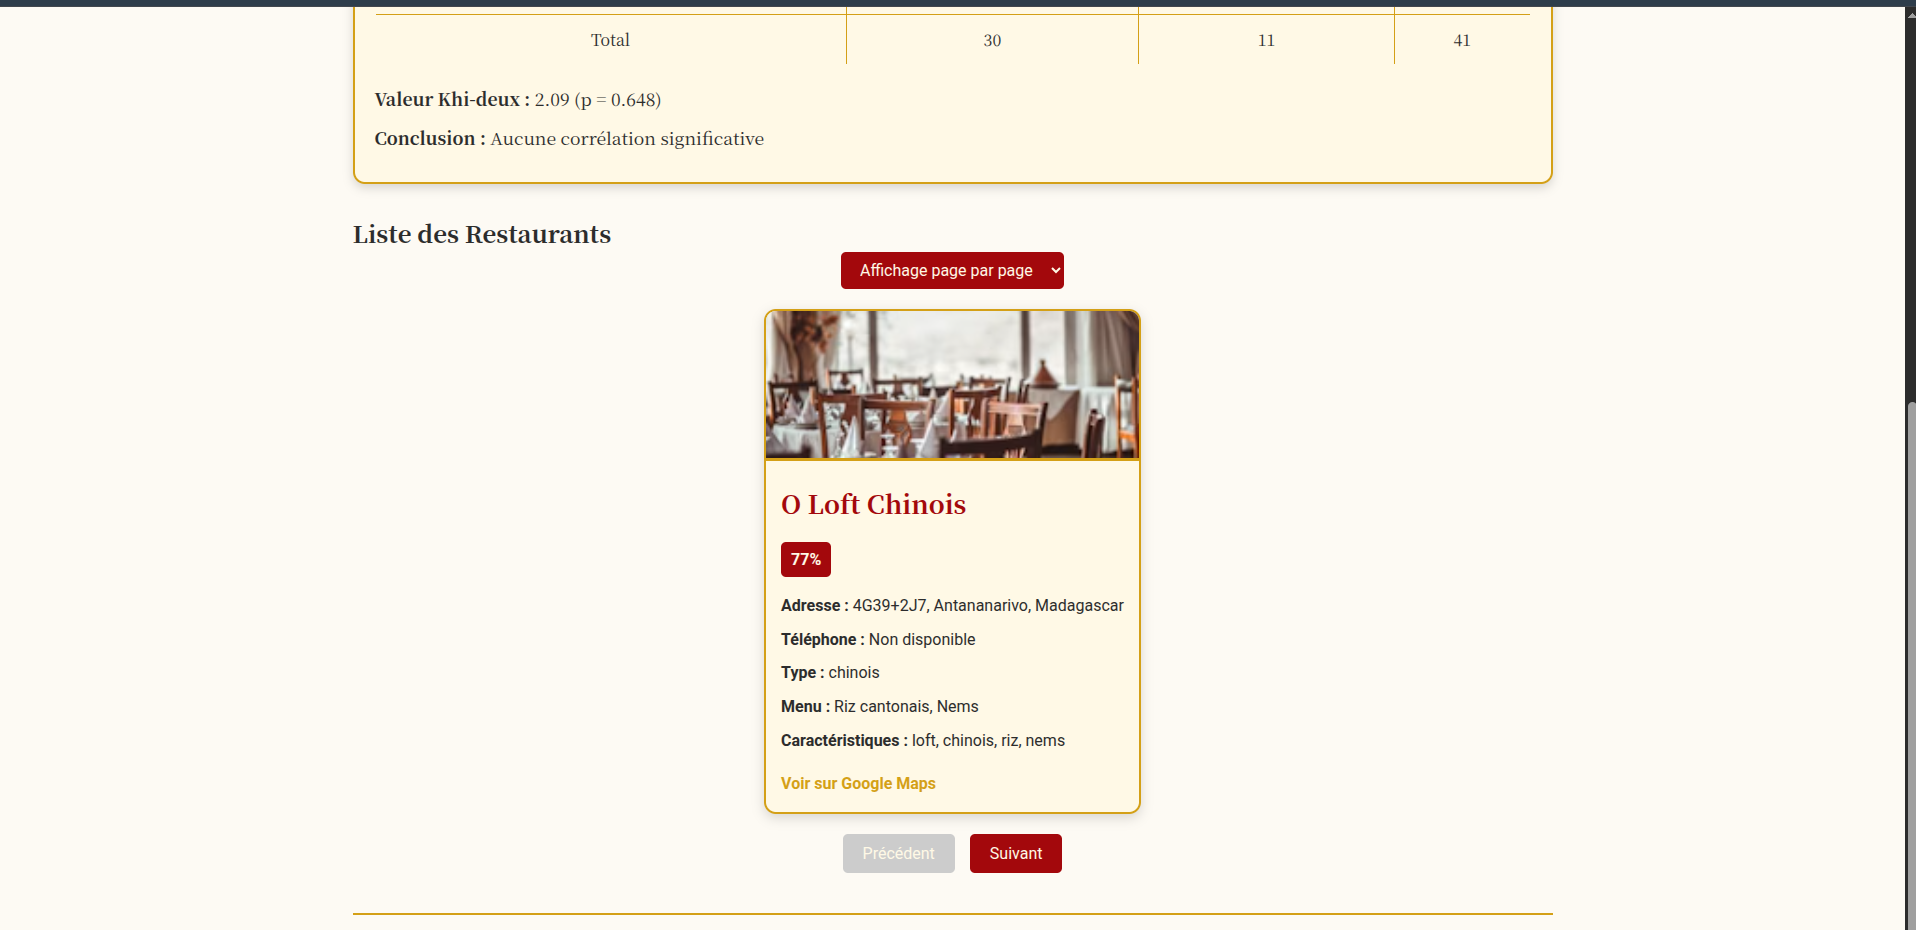 Total 30 11 41
Valeur Khi-deux : 2.09 (p = 0.648)
Conclusion : Aucune corrélation significative
Liste des Restaurants
Affichage page par page
O Loft Chinois
77%
Adresse : 4G39+2J7, Antananarivo, Madagascar
Téléphone : Non disponible
Type : chinois
Menu : Riz cantonais, Nems
Caractéristiques : loft, chinois, riz, nems
Voir sur Google Maps
Précédent Suivant